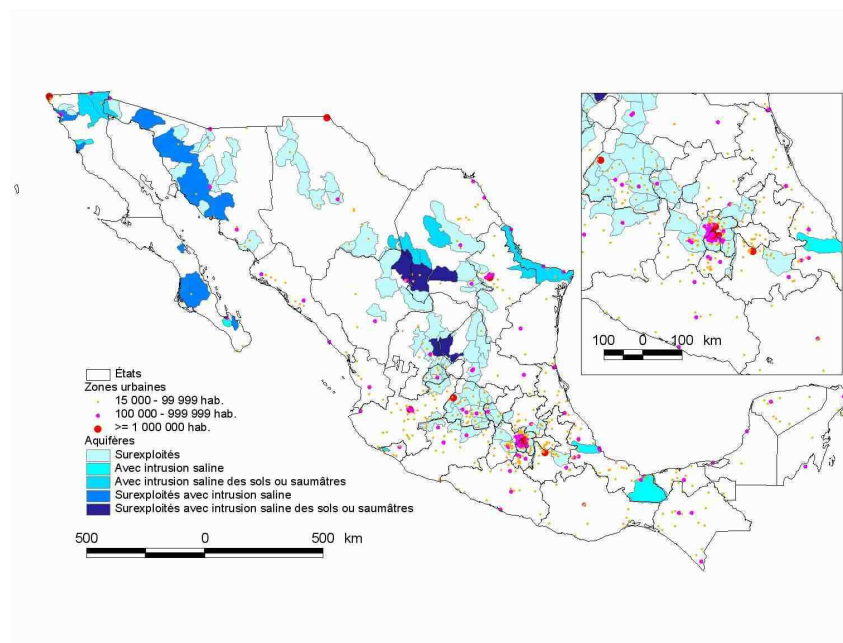 100 0 100 km
États
Zones urbaines
15 000 - 99 999 hab.
100 000 - 999 999 hab.
>= 1 000 000 hab.
Aquifères
Surexploités
Avec intrusion saline
Avec intrusion saline des sols ou saumâtres
Surexploités avec intrusion saline
Surexploités avec intrusion saline des sols ou saumâtres
500 0 500 km